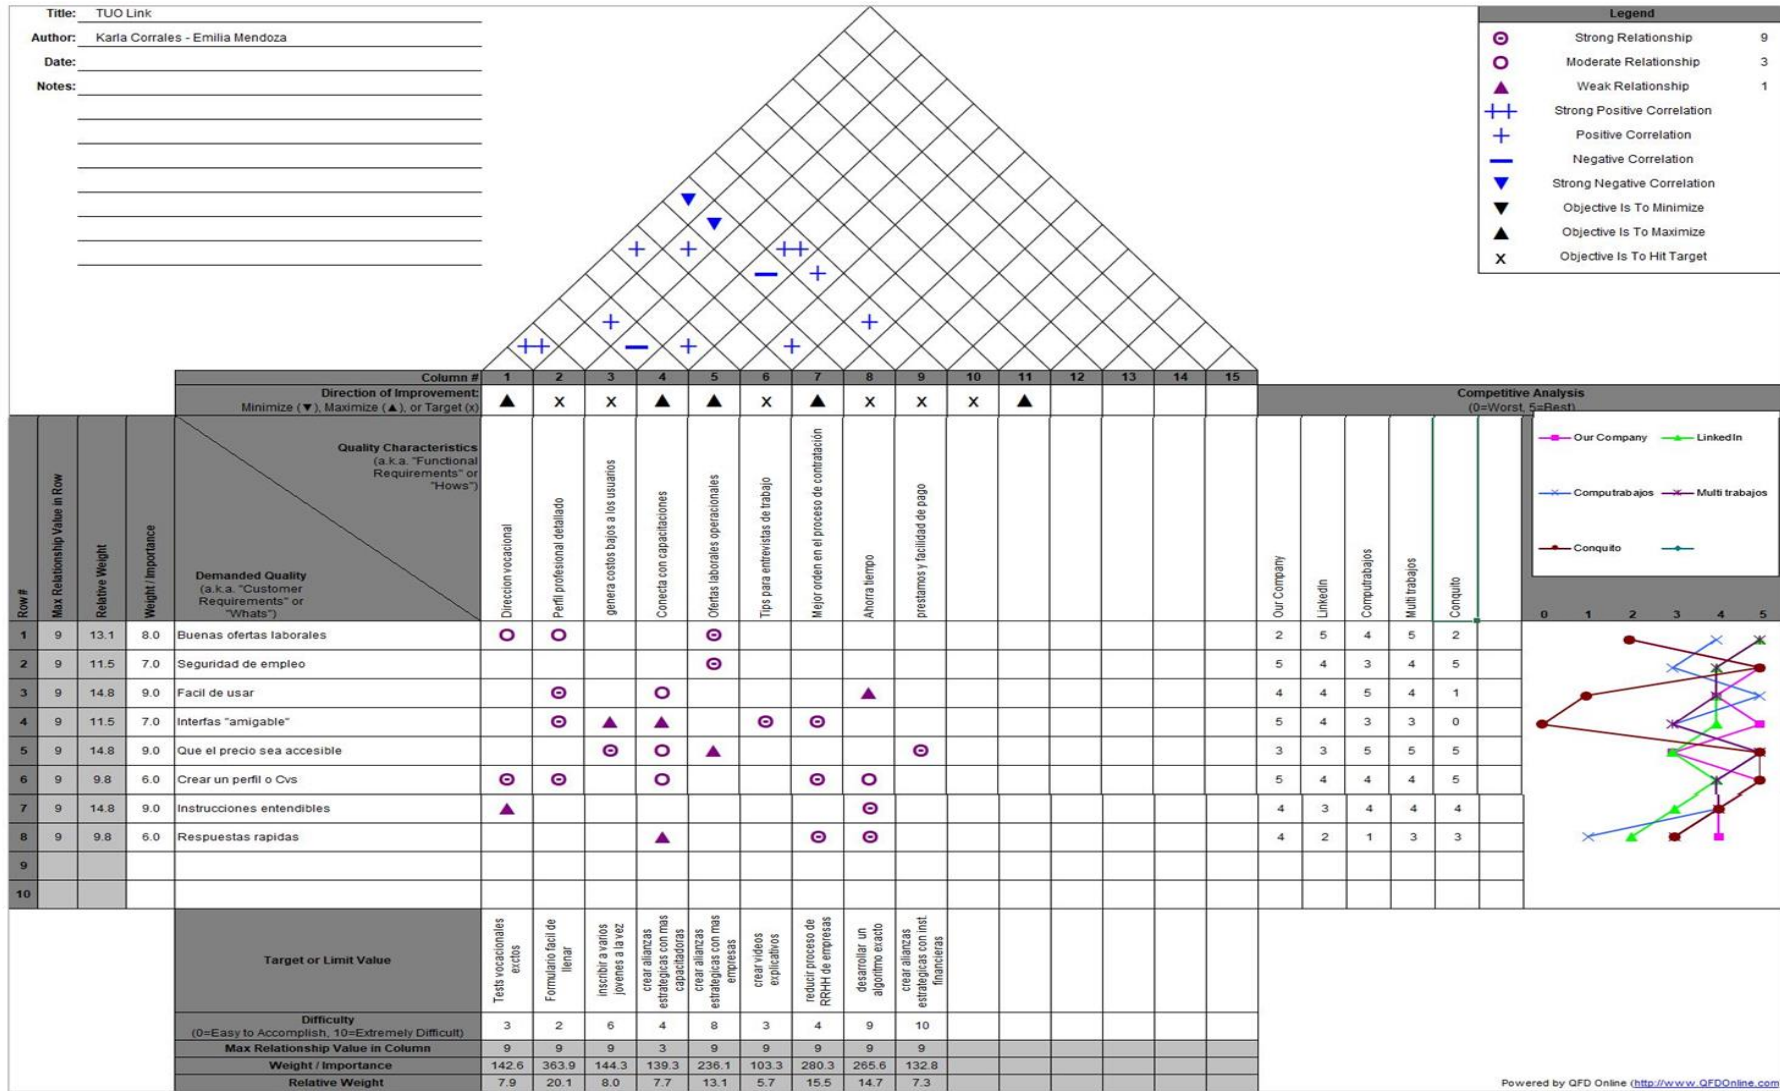 Title: TUO Link
Author: Karla Corrales - Emilia Mendoza
Date:
Notes:
Legend
Strong Relationship 9
Moderate Relationship 3
Weak Relationship 1
Strong Positive Correlation
Positive Correlation
Negative Correlation
Strong Negative Correlation
Objective Is To Minimize
Objective Is To Maximize
x Objective Is To Hit Target
Column # 1 2 3 4 5 6 7 8 9 10 11 12 13 14 15
Direction of Improvement:
Minimize (▼), Maximize (▲), or Target (x)
▲ x x ▲ ▲ x ▲ x x x ▲
Competitive Analysis
(0=Worst, 5=Best)
Row #
Max Relationship Value in Row
Relative Weight
Weight / Importance
Quality Characteristics
(a.k.a. "Functional
Requirements" or
"Hows")
Demanded Quality
(a.k.a. "Customer
Requirements" or
"Whats")
Direccion vocacional
Perfil profesional detallado
genera costos bajos a los usuarios
Conecta con capacitaciones
Ofertas laborales operacionales
Tips para entrevistas de trabajo
Mejor orden en el proceso de contratación
Ahorra tiempo
prestamos y facilidad de pago
Our Company
LinkedIn
Computrabajos
Multi trabajos
Conquito
Our Company LinkedIn
Computrabajos Multi trabajos
Conquito
0 1 2 3 4 5
1 9 13.1 8.0 Buenas ofertas laborales 2 5 4 5 2
2 9 11.5 7.0 Seguridad de empleo 5 4 3 4 5
3 9 14.8 9.0 Facil de usar 4 4 5 4 1
4 9 11.5 7.0 Interfas "amigable" 5 4 3 3 0
5 9 14.8 9.0 Que el precio sea accesible 3 3 5 5 5
6 9 9.8 6.0 Crear un perfil o Cvs 5 4 4 4 5
7 9 14.8 9.0 Instrucciones entendibles 4 3 4 4 4
8 9 9.8 6.0 Respuestas rapidas 4 2 1 3 3
9
10
Target or Limit Value
Tests vocacionales
exctos
Formulario facil de
llenar
inscribir a varios
jovenes a la vez
crear alianzas
estrategicas con mas
capacitadoras
crear alianzas
estrategicas con mas
empresas
crear videos
explicativos
reducir proceso de
RRHH de empresas
desarrollar un
algoritmo exacto
crear alianzas
estrategicas con inst.
financieras
Difficulty
(0=Easy to Accomplish, 10=Extremely Difficult)
3 2 6 4 8 3 4 9 10
Max Relationship Value in Column 9 9 9 3 9 9 9 9 9
Weight / Importance 142.6 363.9 144.3 139.3 236.1 103.3 280.3 265.6 132.8
Relative Weight 7.9 20.1 8.0 7.7 13.1 5.7 15.5 14.7 7.3
Powered by QFD Online (http://www.QFDOnline.com